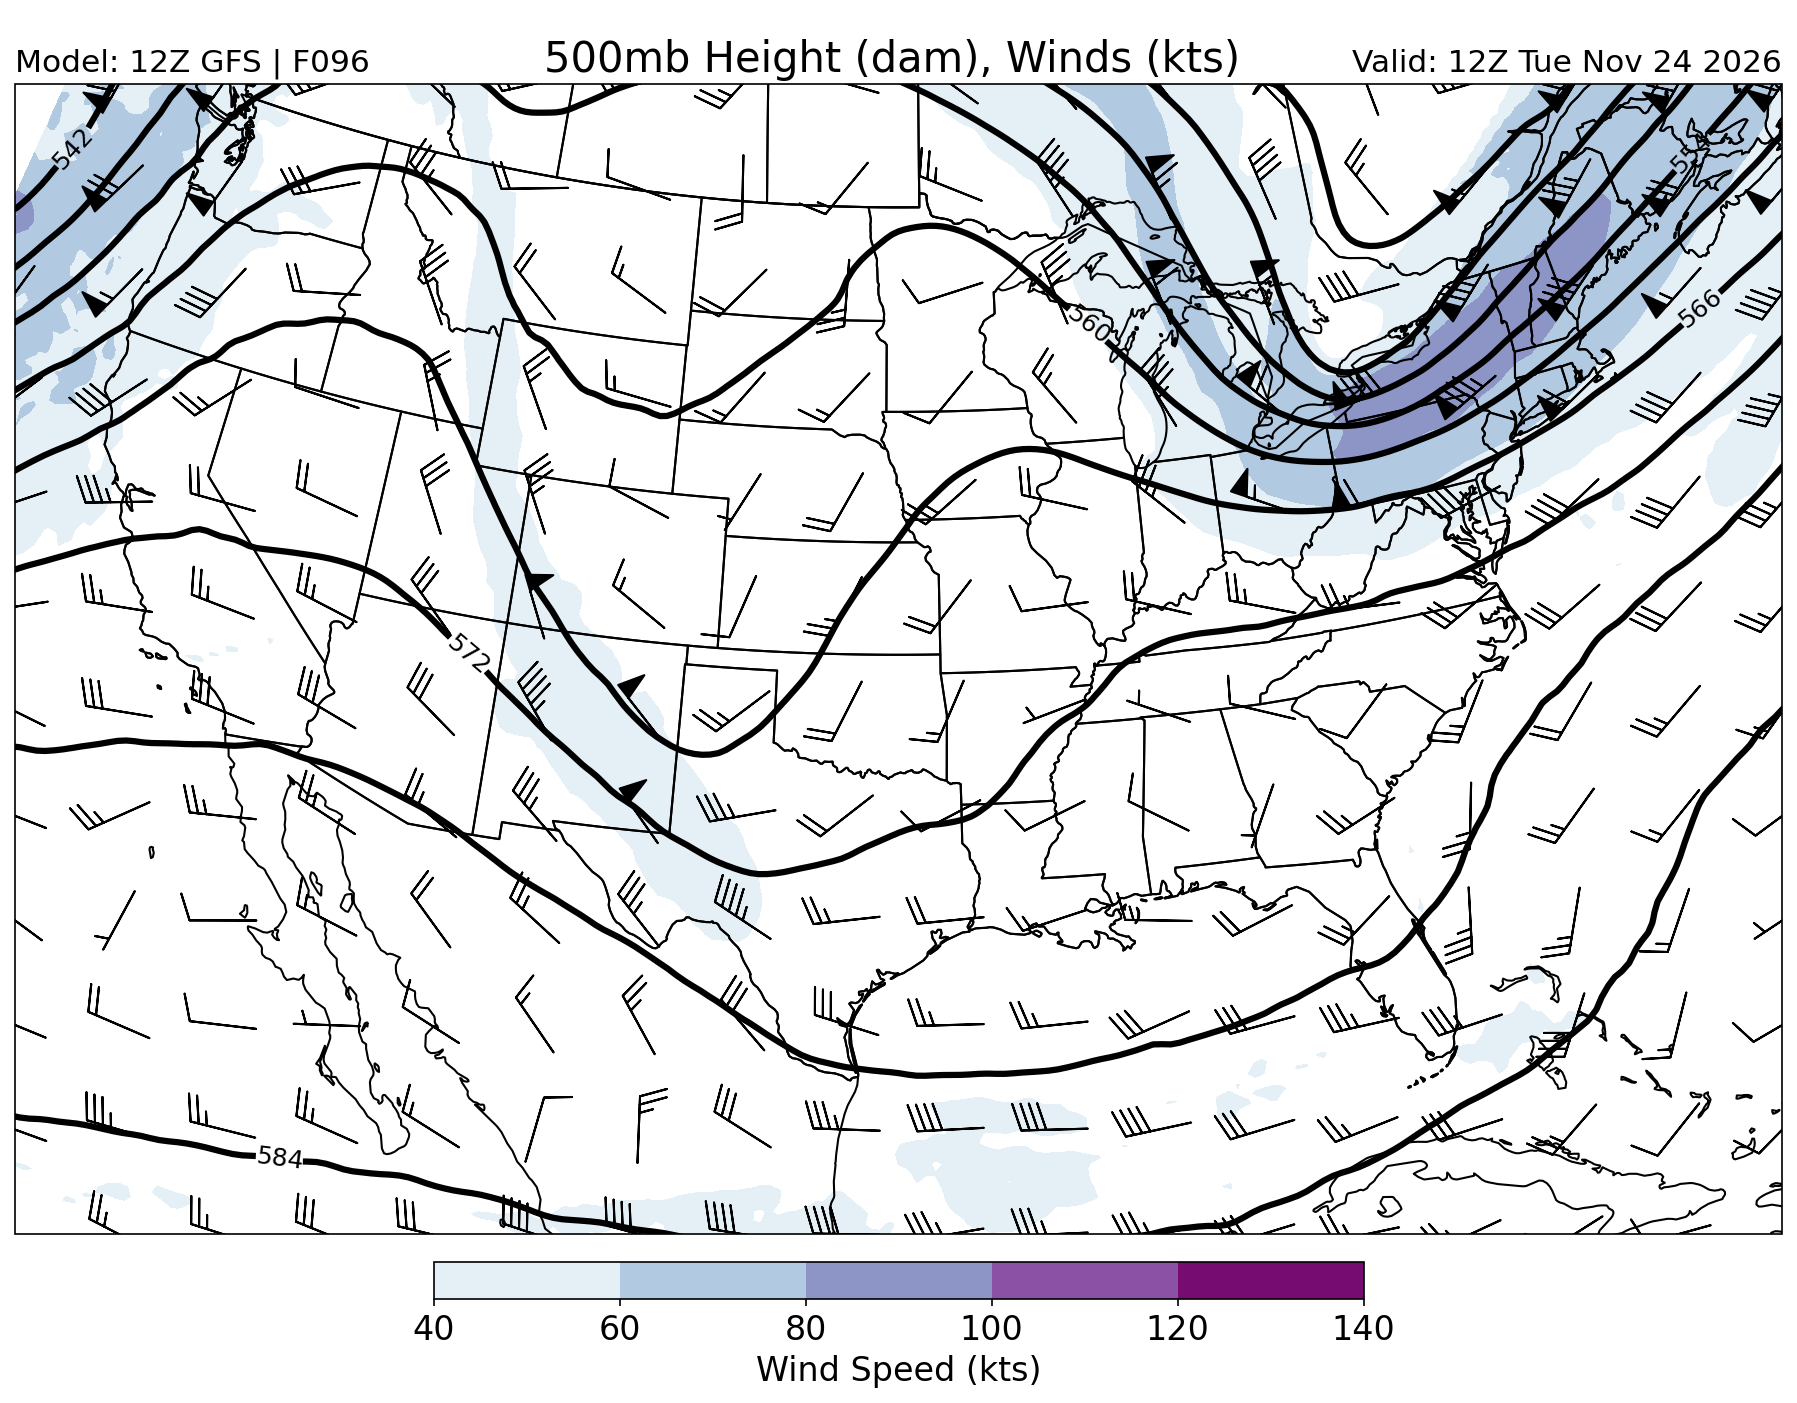 Model: 12Z GFS | F096
500mb Height (dam), Winds (kts)
Valid: 12Z Tue Nov 24 2026
542
560
566
572
584
40 60 80 100 120 140
Wind Speed (kts)